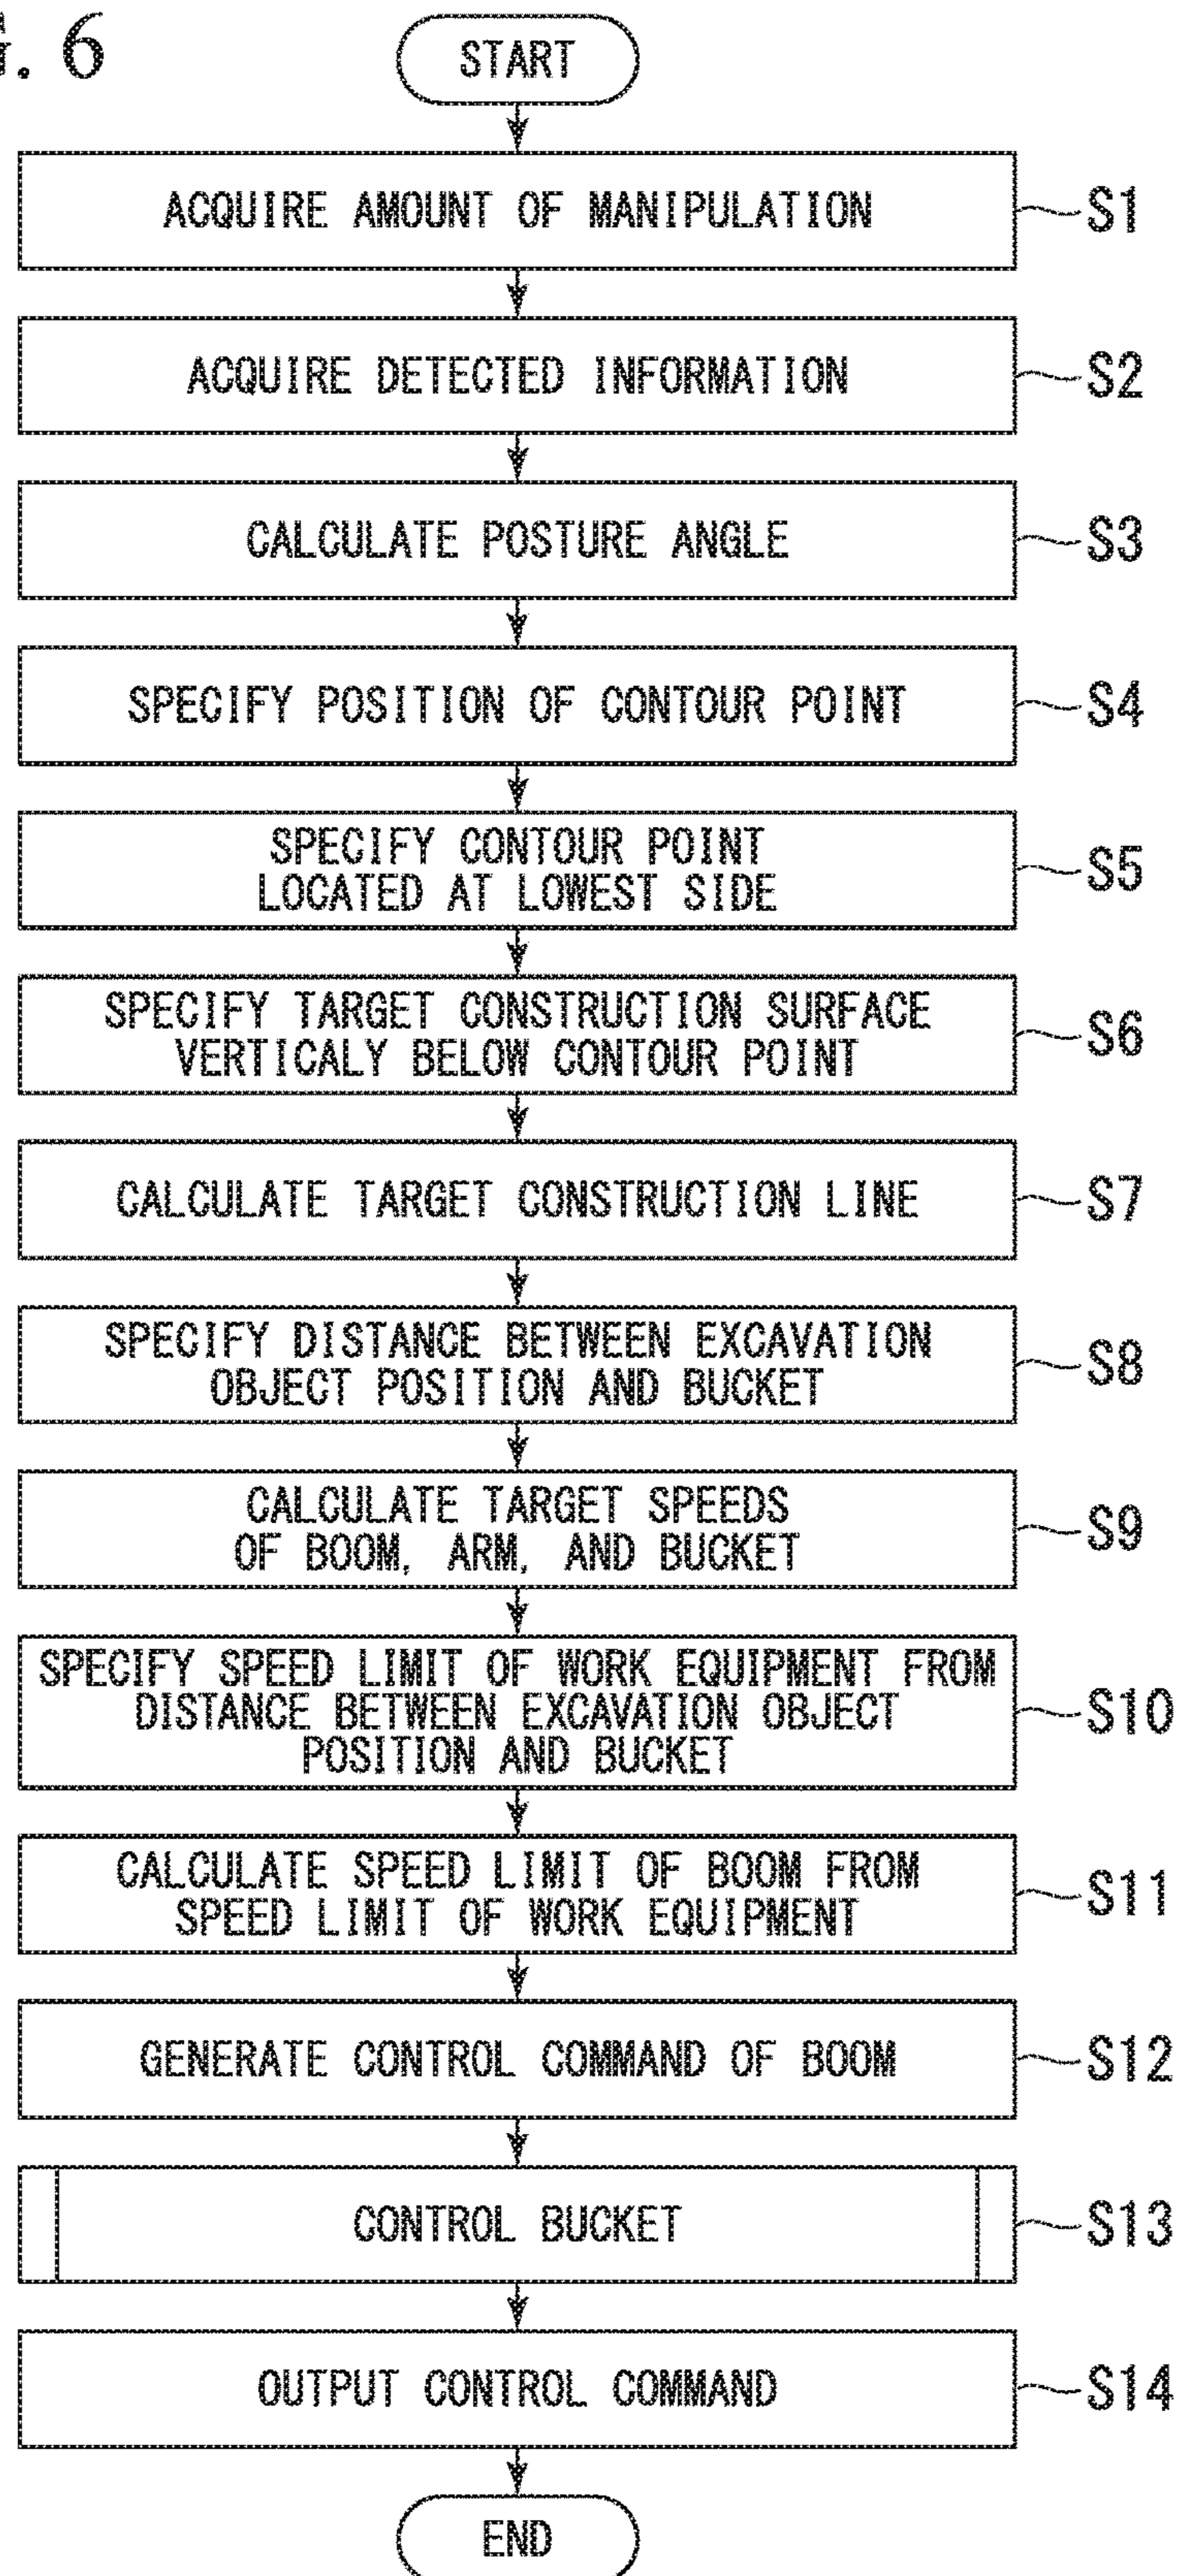 G. 6
START
ACQUIRE AMOUNT OF MANIPULATION
S1
ACQUIRE DETECTED INFORMATION
S2
CALCULATE POSTURE ANGLE
S3
SPECIFY POSITION OF CONTOUR POINT
S4
SPECIFY CONTOUR POINT
LOCATED AT LOWEST SIDE
S5
SPECIFY TARGET CONSTRUCTION SURFACE
VERTICALY BELOW CONTOUR POINT
S6
CALCULATE TARGET CONSTRUCTION LINE
S7
SPECIFY DISTANCE BETWEEN EXCAVATION
OBJECT POSITION AND BUCKET
S8
CALCULATE TARGET SPEEDS
OF BOOM, ARM, AND BUCKET
S9
SPECIFY SPEED LIMIT OF WORK EQUIPMENT FROM
DISTANCE BETWEEN EXCAVATION OBJECT
POSITION AND BUCKET
S10
CALCULATE SPEED LIMIT OF BOOM FROM
SPEED LIMIT OF WORK EQUIPMENT
S11
GENERATE CONTROL COMMAND OF BOOM
S12
CONTROL BUCKET
S13
OUTPUT CONTROL COMMAND
S14
END